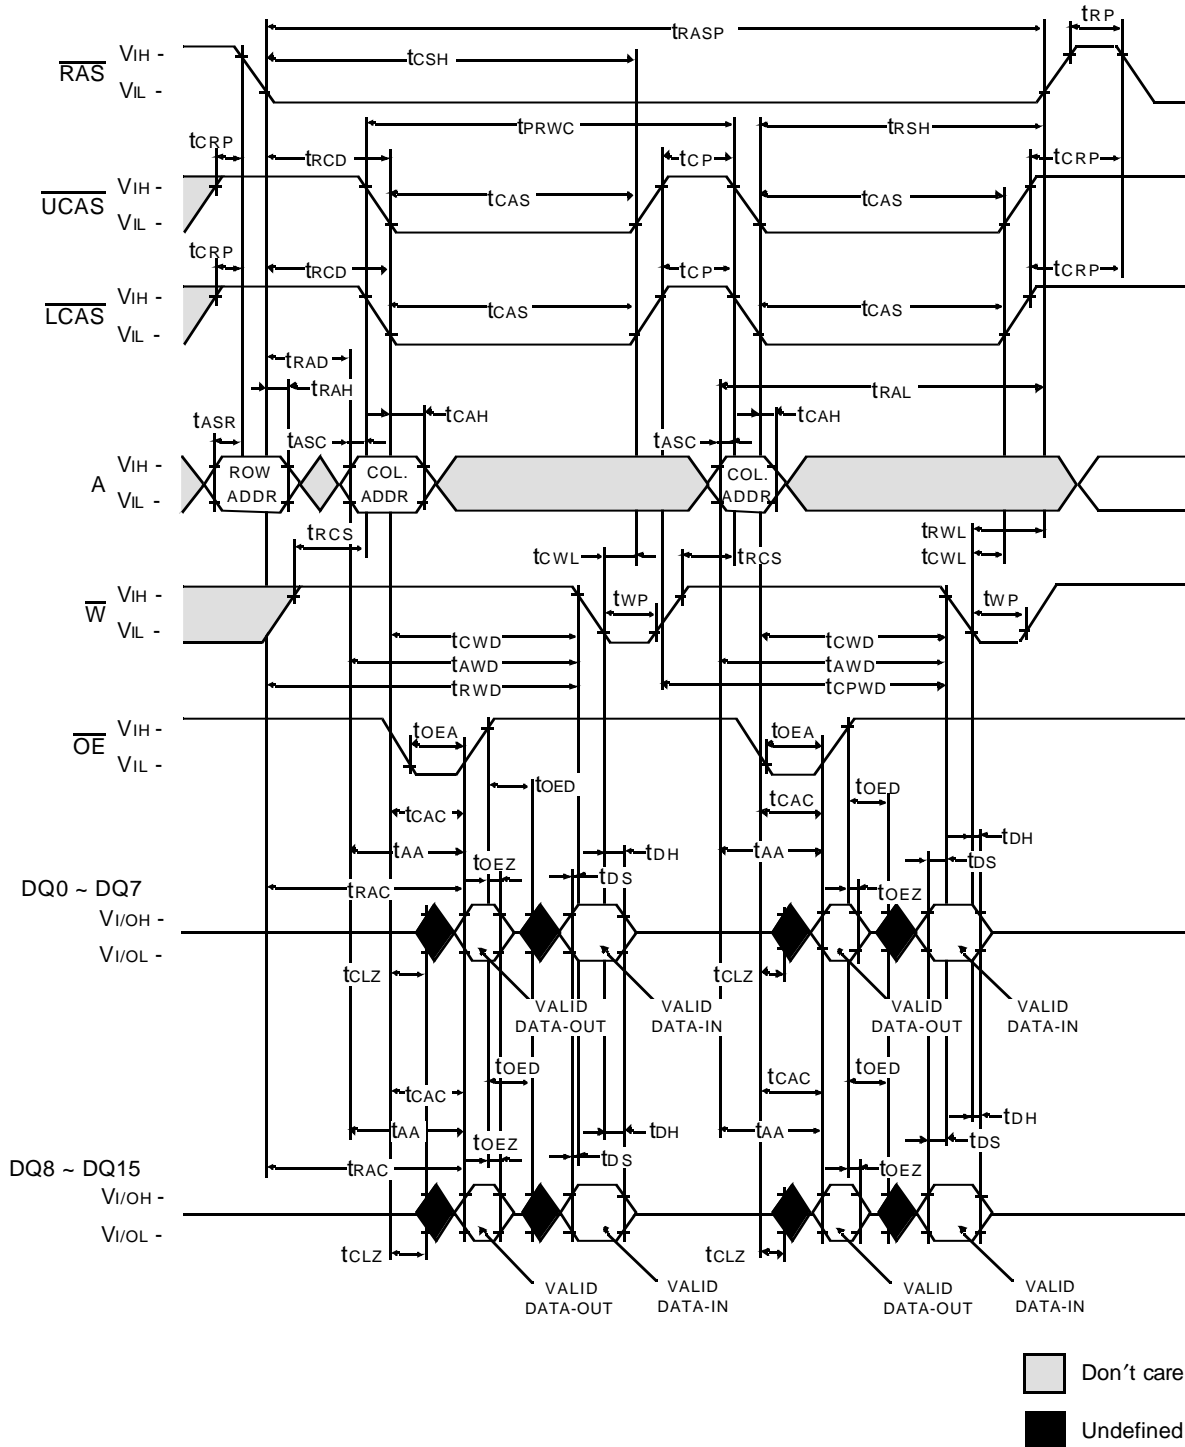 tRP
tRASP
tCSH
RAS
VIH -
VIL -
tPRWC
tRSH
tCRP
tRCD
tCP
tCRP
UCAS
VIH -
VIL -
tCAS
tCAS
tCRP
tRCD
tCP
tCRP
LCAS
VIH -
VIL -
tCAS
tCAS
tRAD
tRAH
tRAL
tASR
tASC
tCAH
tASC
tCAH
A
VIH -
VIL -
ROW
ADDR
COL.
ADDR
COL.
ADDR
tRCS
tCWL
tRCS
tRWL
tCWL
W
VIH -
VIL -
tWP
tWP
tCWD
tCWD
tAWD
tAWD
tRWD
tCPWD
OE
VIH -
VIL -
tOEA
tOEA
tOED
tOED
tCAC
tCAC
tAA
tDH
tAA
tDH
tOEZ
tDS
tOEZ
tDS
tRAC
DQ0 ~ DQ7
VI/OH -
VI/OL -
tCLZ
tCLZ
VALID
DATA-OUT
VALID
DATA-IN
VALID
DATA-OUT
VALID
DATA-IN
tOED
tOED
tCAC
tCAC
tAA
tDH
tAA
tDH
tOEZ
tDS
tOEZ
tDS
tRAC
DQ8 ~ DQ15
VI/OH -
VI/OL -
tCLZ
tCLZ
VALID
DATA-OUT
VALID
DATA-IN
VALID
DATA-OUT
VALID
DATA-IN
Don′t care
Undefined